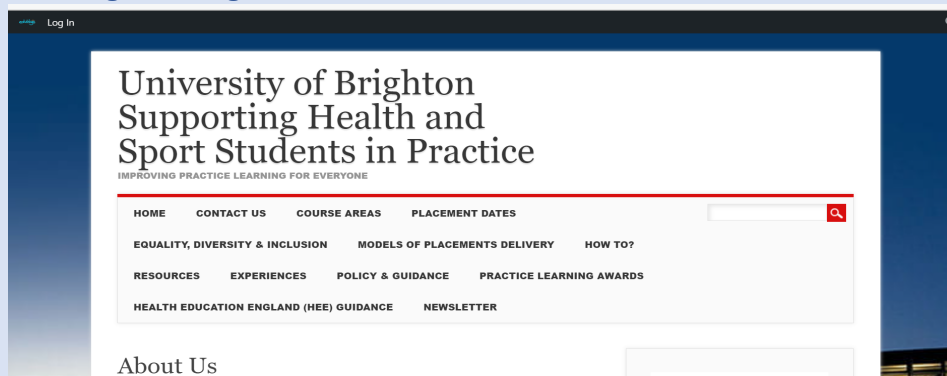 Log In
University of Brighton
Supporting Health and
Sport Students in Practice
IMPROVING PRACTICE LEARNING FOR EVERYONE
HOME CONTACT US COURSE AREAS PLACEMENT DATES
EQUALITY, DIVERSITY & INCLUSION MODELS OF PLACEMENTS DELIVERY HOW TO?
RESOURCES EXPERIENCES POLICY & GUIDANCE PRACTICE LEARNING AWARDS
HEALTH EDUCATION ENGLAND (HEE) GUIDANCE NEWSLETTER
About Us